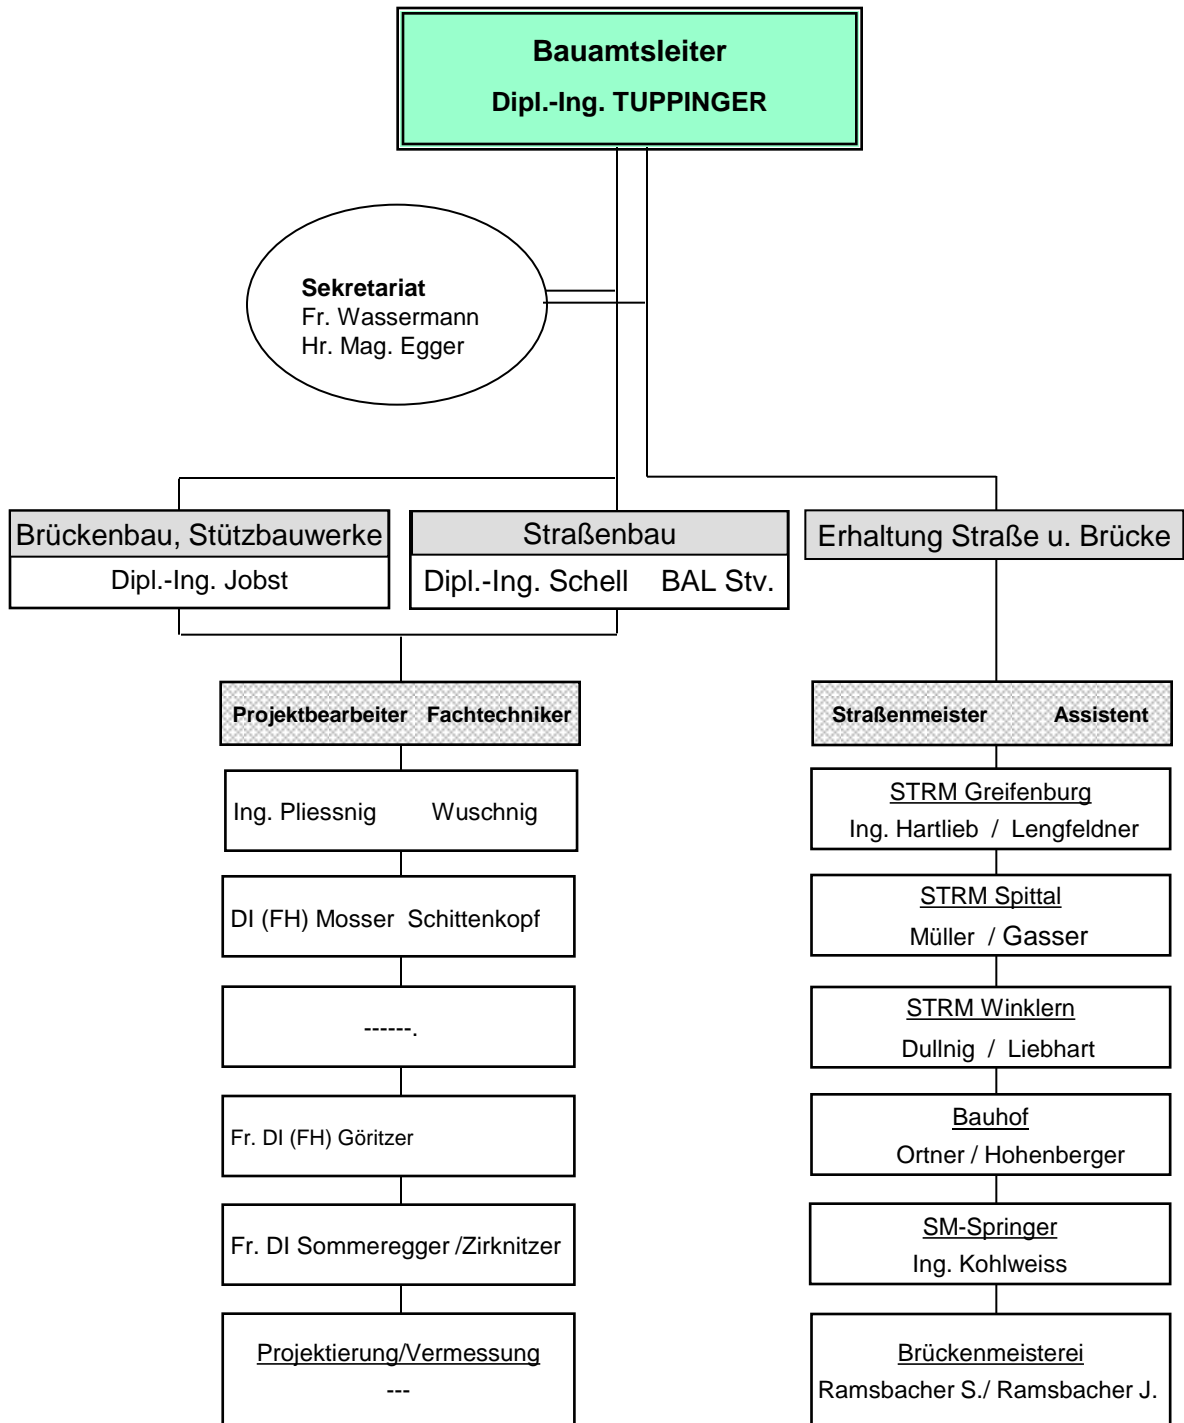 Bauamtsleiter
Dipl.-Ing. TUPPINGER
Sekretariat
Fr. Wassermann
Hr. Mag. Egger
Brückenbau, Stützbauwerke
Dipl.-Ing. Jobst
Straßenbau
Dipl.-Ing. Schell BAL Stv.
Erhaltung Straße u. Brücke
Projektbearbeiter Fachtechniker
Ing. Pliessnig Wuschnig
DI (FH) Mosser Schittenkopf
------.
Fr. DI (FH) Göritzer
Fr. DI Sommeregger /Zirknitzer
Projektierung/Vermessung
---
Straßenmeister Assistent
STRM Greifenburg
Ing. Hartlieb / Lengfeldner
STRM Spittal
Müller / Gasser
STRM Winklern
Dullnig / Liebhart
Bauhof
Ortner / Hohenberger
SM-Springer
Ing. Kohlweiss
Brückenmeisterei
Ramsbacher S./ Ramsbacher J.